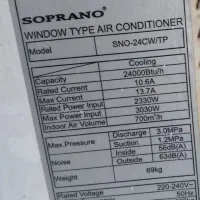 SOPRANO
WINDOW TYPE AIR CONDITIONER
Model SNO-24CW/TP
Cooling
Capacity 24000Btu/h
Rated Current 10.6A
Max Current 13.7A
Rated Power Input 2330W
Max Power Input 3030W
Indoor Air Volume 700m³/h
Max.Pressure Discharge 3.0MPa
Suction 1.2MPa
Noise Inside 56dB(A)
Outside 63dB(A)
Weight 69kg
Rated Voltage 220-240V~
50Hz